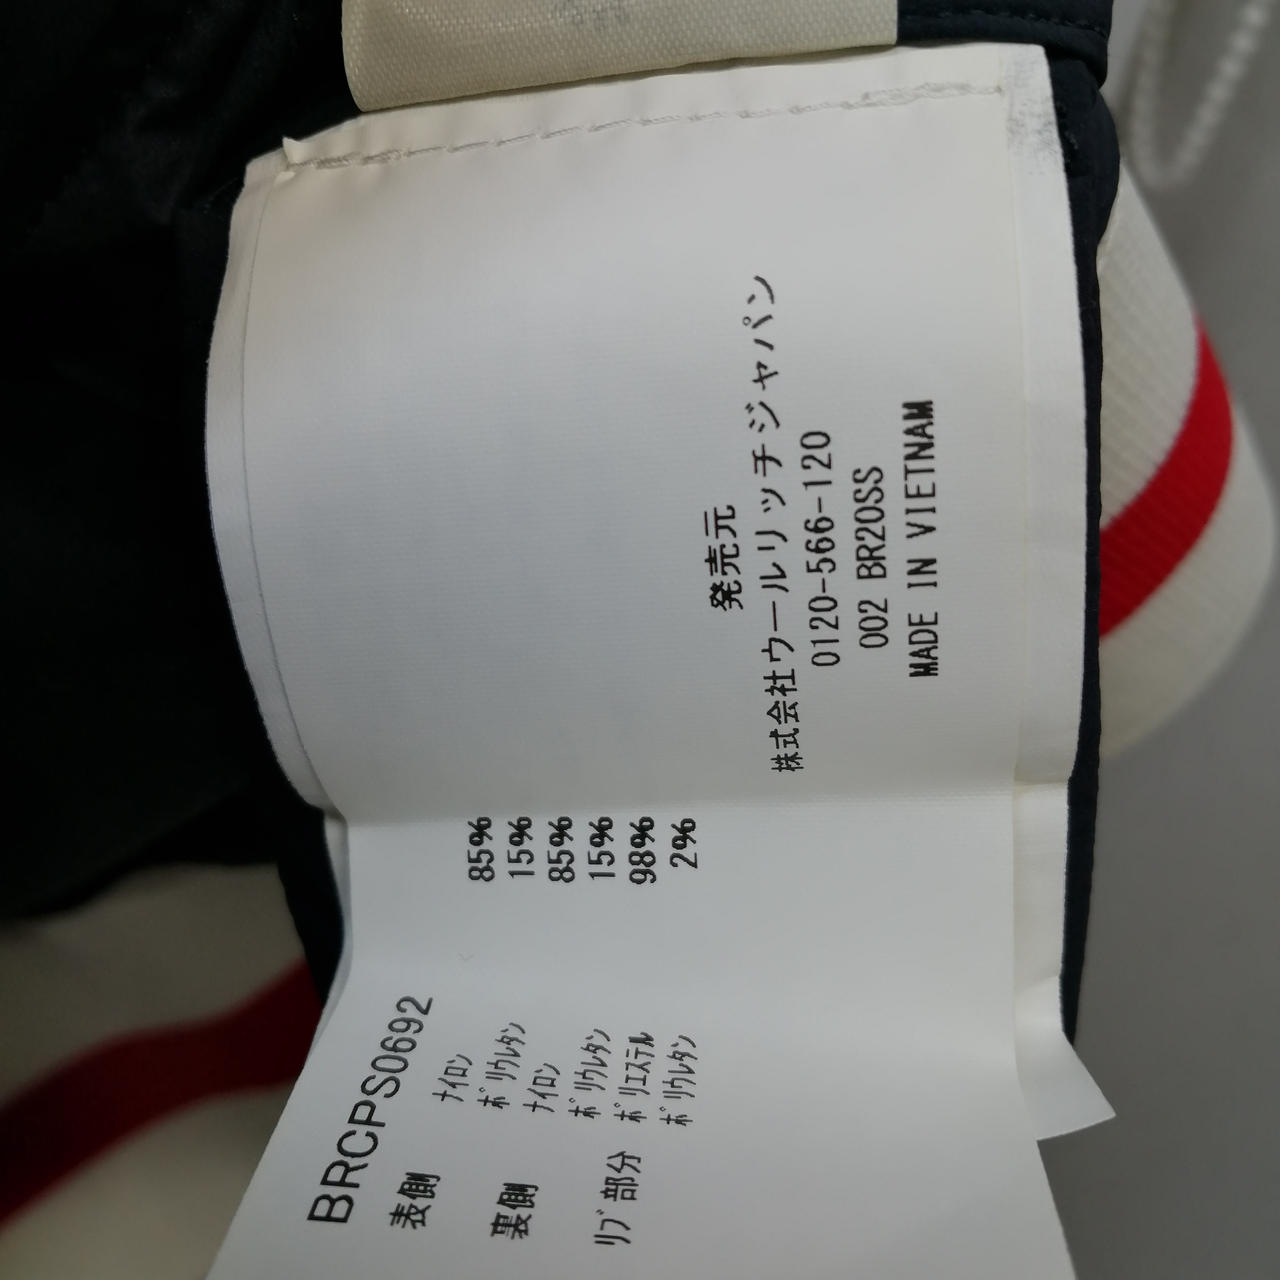 BRCPS0692
表側 ﾅｲﾛﾝ 85%
ﾎﾟﾘｳﾚﾀﾝ 15%
裏側 ﾅｲﾛﾝ 85%
ﾎﾟﾘｳﾚﾀﾝ 15%
ﾘﾌﾞ部分 ﾎﾟﾘｴｽﾃﾙ 98%
ﾎﾟﾘｳﾚﾀﾝ 2%
発売元
株式会社ウールリッチジャパン
0120-566-120
002 BR20SS
MADE IN VIETNAM